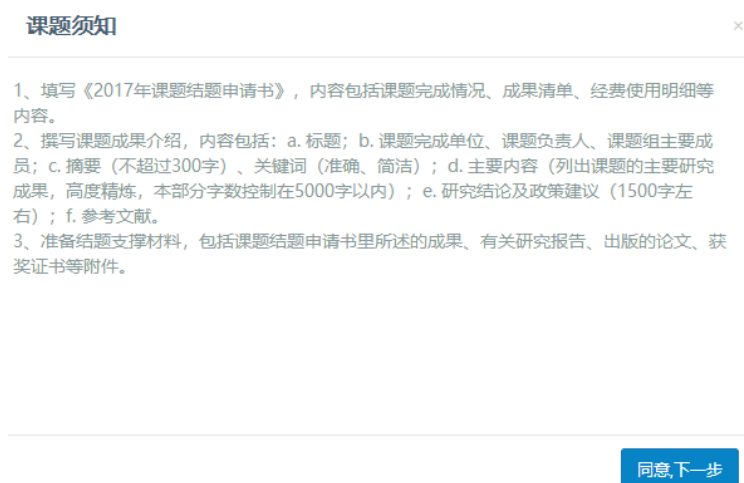 课题须知
×
1、填写《2017年课题结题申请书》，内容包括课题完成情况、成果清单、经费使用明细等
内容。
2、撰写课题成果介绍，内容包括：a. 标题；b. 课题完成单位、课题负责人、课题组主要成
员；c. 摘要（不超过300字）、关键词（准确、简洁）；d. 主要内容（列出课题的主要研究
成果，高度精炼，本部分字数控制在5000字以内）；e. 研究结论及政策建议（1500字左
右）；f. 参考文献。
3、准备结题支撑材料，包括课题结题申请书里所述的成果、有关研究报告、出版的论文、获
奖证书等附件。
同意,下一步